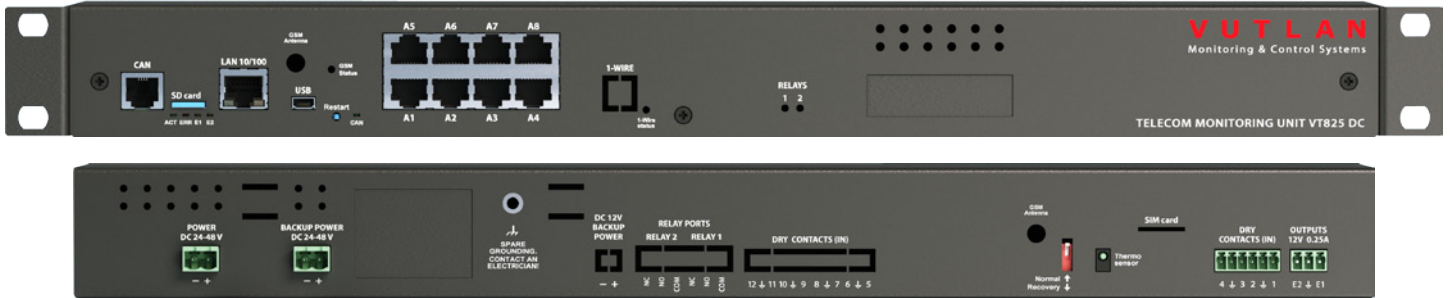 A5 A6 A7 A8
VUTLAN
Monitoring & Control Systems
GSM
Antenna
CAN
LAN 10/100
GSM
Status
1-WIRE
SD card
USB
RELAYS
1 2
Restart
ACT ERR E1 E2
CAN
A1 A2 A3 A4
1-Wire
status
TELECOM MONITORING UNIT VT825 DC
POWER
DC 24-48 V
BACKUP POWER
DC 24-48 V
- +
- +
SPARE
GROUNDING.
CONTACT AN
ELECTRICIAN!
DC 12V
BACKUP
POWER
- +
RELAY PORTS
RELAY 2 RELAY 1
NC NO COM NC NO COM
DRY CONTACTS (IN)
12 ⏚ 11 10 ⏚ 9 8 ⏚ 7 6 ⏚ 5
GSM
Antenna
Normal ↑
Recovery ↓
Thermo
sensor
SIM card
DRY
CONTACTS (IN)
4 ⏚ 3 2 ⏚ 1
OUTPUTS
12V 0.25A
E2 ⏚ E1